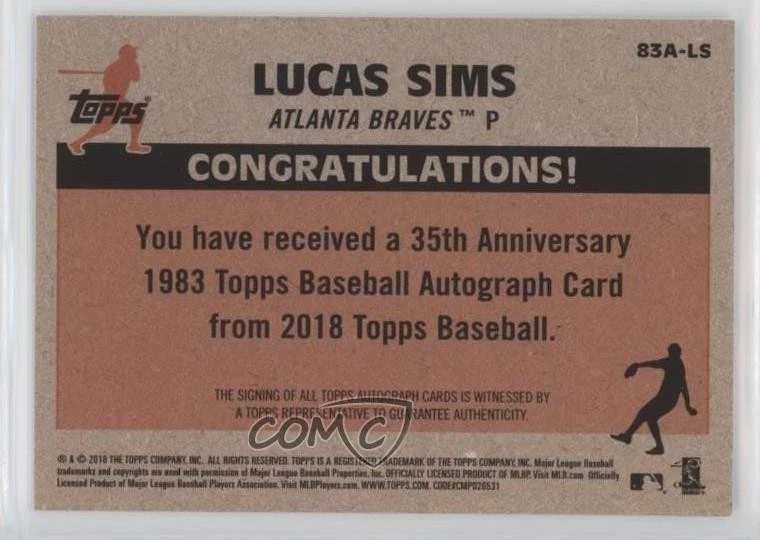 83A-LS
Topps®
LUCAS SIMS
ATLANTA BRAVES™ P
CONGRATULATIONS!
You have received a 35th Anniversary
1983 Topps Baseball Autograph Card
from 2018 Topps Baseball.
THE SIGNING OF ALL TOPPS AUTOGRAPH CARDS IS WITNESSED BY
A TOPPS REPRESENTATIVE TO GUARANTEE AUTHENTICITY.
COMC
® & © 2018 THE TOPPS COMPANY, INC. ALL RIGHTS RESERVED. TOPPS IS A REGISTERED TRADEMARK OF THE TOPPS COMPANY, INC. Major League Baseball
trademarks and copyrights are used with permission of Major League Baseball Properties, Inc. OFFICIALLY LICENSED PRODUCT OF MLBP. Visit MLB.com Officially
Licensed Product of Major League Baseball Players Association. Visit MLBPlayers.com. WWW.TOPPS.COM. CODE#CMP026531